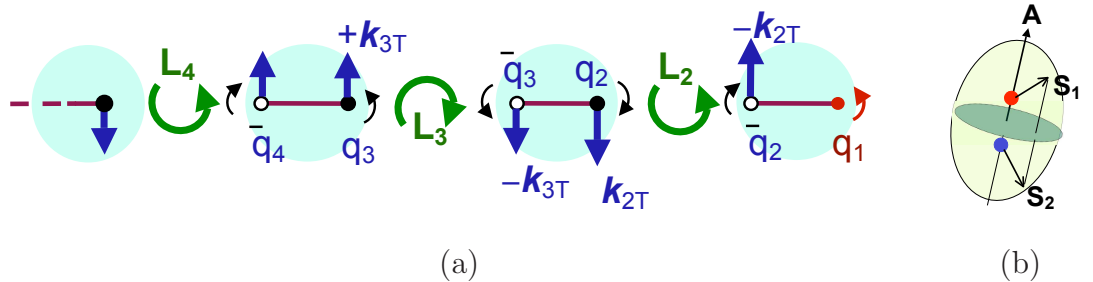 L₄
+k₃T
q̄₄
q₃
L₃
q̄₃
q₂
−k₃T
k₂T
L₂
−k₂T
q̄₂
q₁
(a)
A
S₁
S₂
(b)